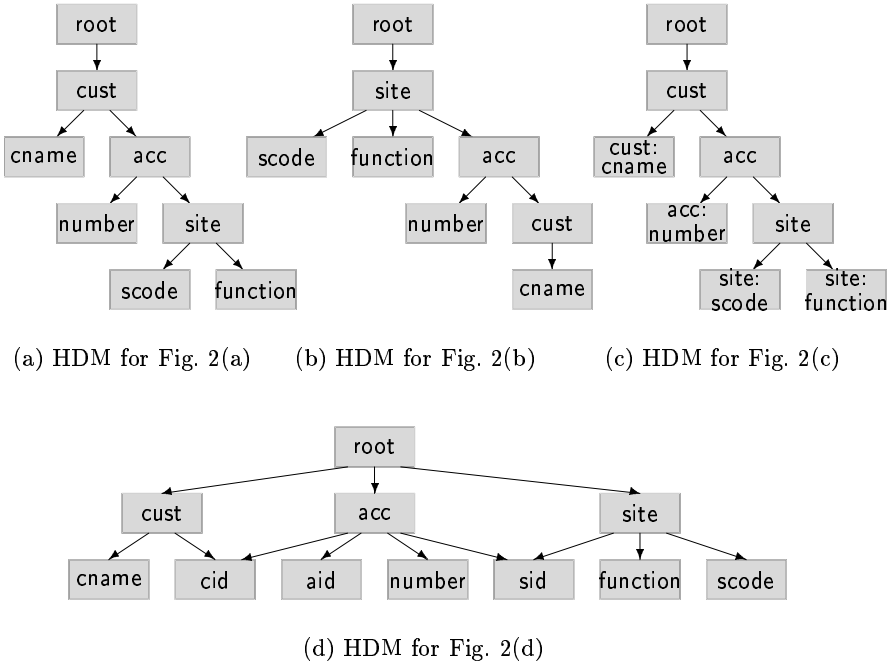 root
cust
cname
acc
number
site
scode
function
(a) HDM for Fig. 2(a)
root
site
scode
function
acc
number
cust
cname
(b) HDM for Fig. 2(b)
root
cust
cust:
cname
acc
acc:
number
site
site:
scode
site:
function
(c) HDM for Fig. 2(c)
root
cust
acc
site
cname
cid
aid
number
sid
function
scode
(d) HDM for Fig. 2(d)